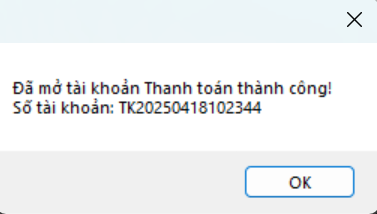 Đã mở tài khoản Thanh toán thành công!
Số tài khoản: TK20250418102344
OK